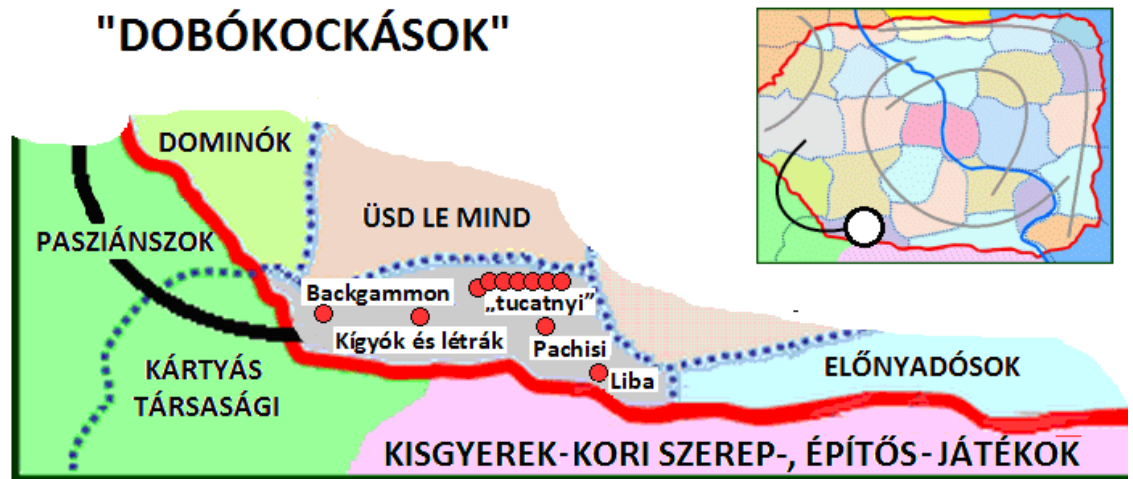 "DOBÓKOCKÁSOK"
DOMINÓK
ÜSD LE MIND
PASZIÁNSZOK
Backgammon
„tucatnyi”
Kígyók és létrák
Pachisi
KÁRTYÁS
TÁRSASÁGI
ELŐNYADÓSOK
Liba
KISGYEREK-KORI SZEREP-, ÉPÍTŐS-JÁTÉKOK